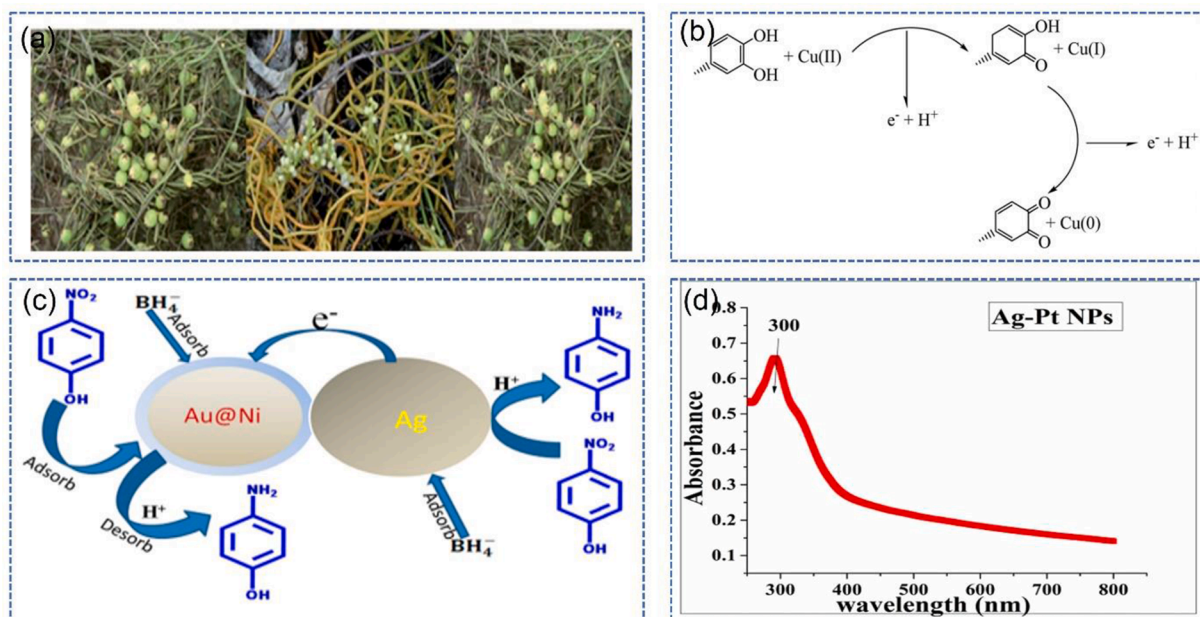 (a)
(b)
OH
OH
+ Cu(II)
OH
O
+ Cu(I)
e⁻ + H⁺
e⁻ + H⁺
O
O
+ Cu(0)
(c)
NO₂
OH
BH₄⁻
Adsorb
e⁻
Au@Ni
Ag
Adsorb
H⁺
Desorb
NH₂
OH
H⁺
NH₂
OH
NO₂
OH
Adsorb
BH₄⁻
(d)
Ag-Pt NPs
300
Absorbance
0.8
0.7
0.6
0.5
0.4
0.3
0.2
0.1
300
400
500
600
700
800
wavelength (nm)